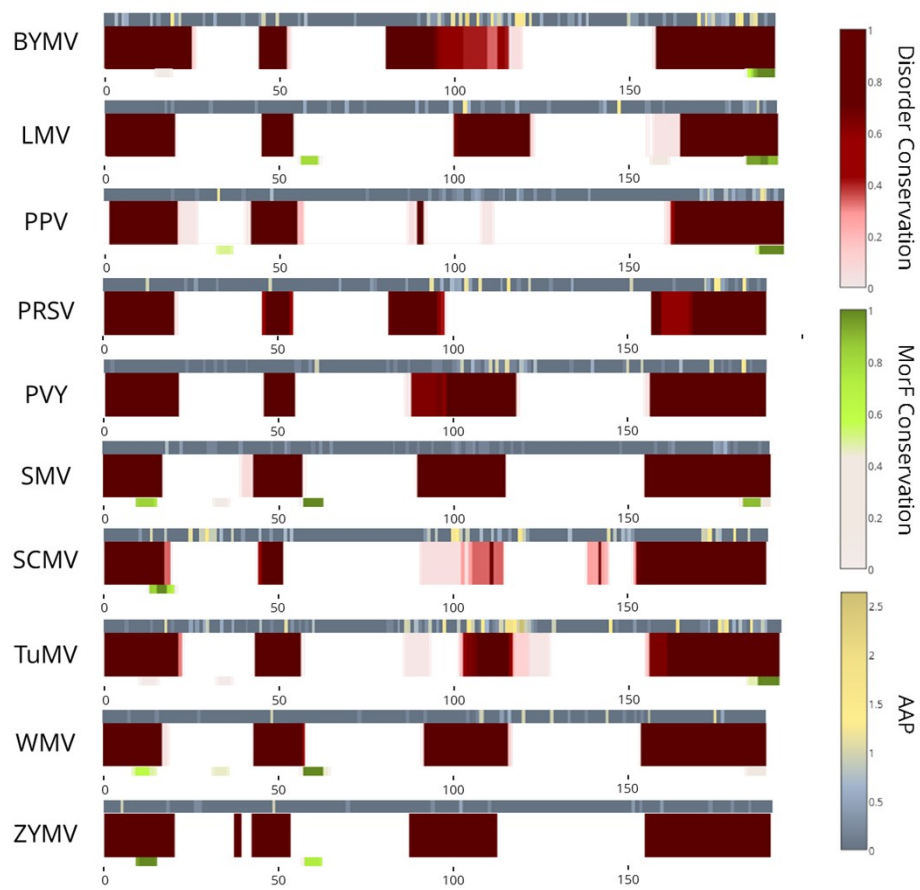 BYMV
0 50 100 150
LMV
0 50 100 150
PPV
0 50 100 150
PRSV
0 50 100 150
PVY
0 50 100 150
SMV
0 50 100 150
SCMV
0 50 100 150
TuMV
0 50 100 150
WMV
0 50 100 150
ZYMV
0 50 100 150
1
0.8
0.6
0.4
0.2
0
Disorder Conservation
1
0.8
0.6
0.4
0.2
0
MorF Conservation
2.5
2
1.5
1
0.5
0
AAP